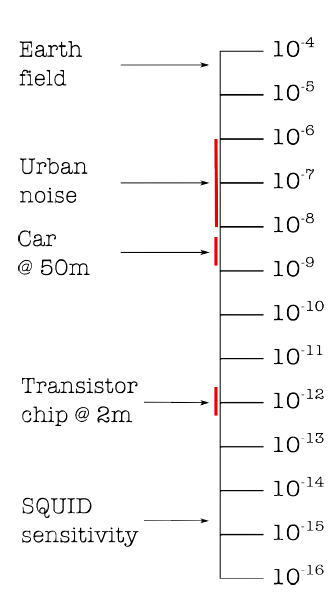 Earth
field
Urban
noise
Car
@ 50m
Transistor
chip @ 2m
SQUID
sensitivity
10⁻⁴
10⁻⁵
10⁻⁶
10⁻⁷
10⁻⁸
10⁻⁹
10⁻¹⁰
10⁻¹¹
10⁻¹²
10⁻¹³
10⁻¹⁴
10⁻¹⁵
10⁻¹⁶